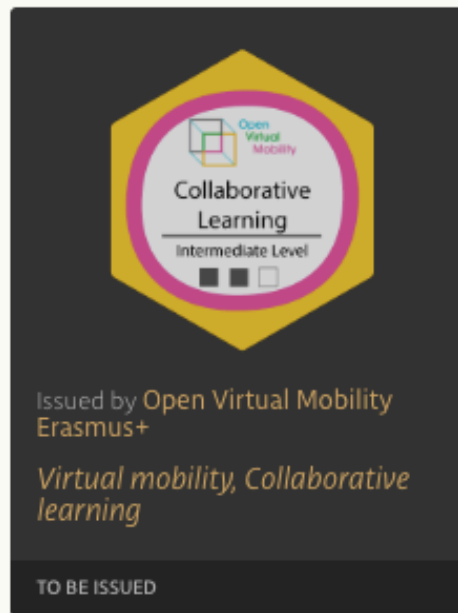 Open
Virtual
Mobility
Collaborative
Learning
Intermediate Level
Issued by Open Virtual Mobility
Erasmus+
Virtual mobility, Collaborative
learning
TO BE ISSUED